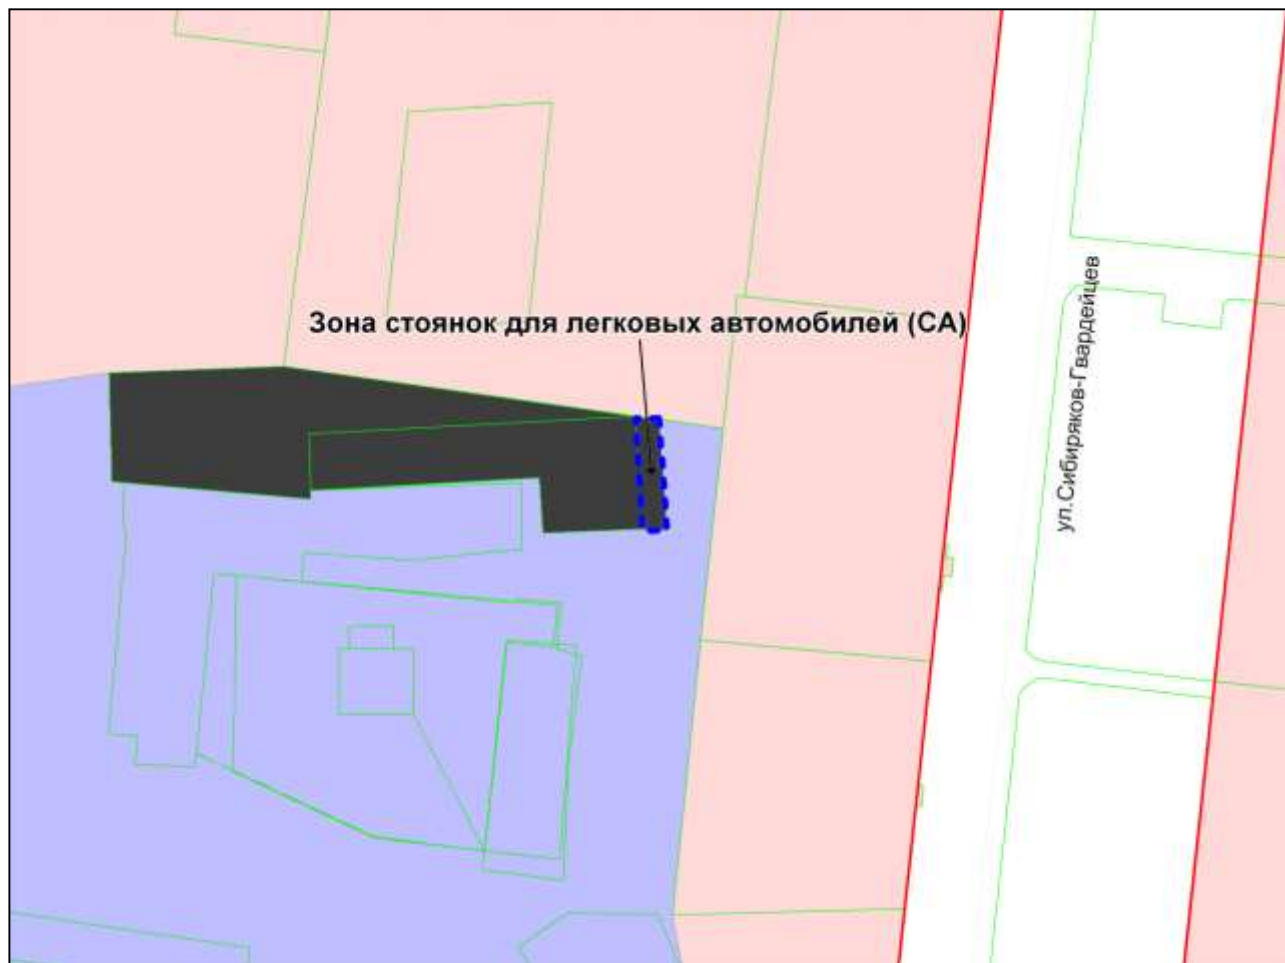 Зона стоянок для легковых автомобилей (СА)
ул.Сибиряков-Гвардейцев